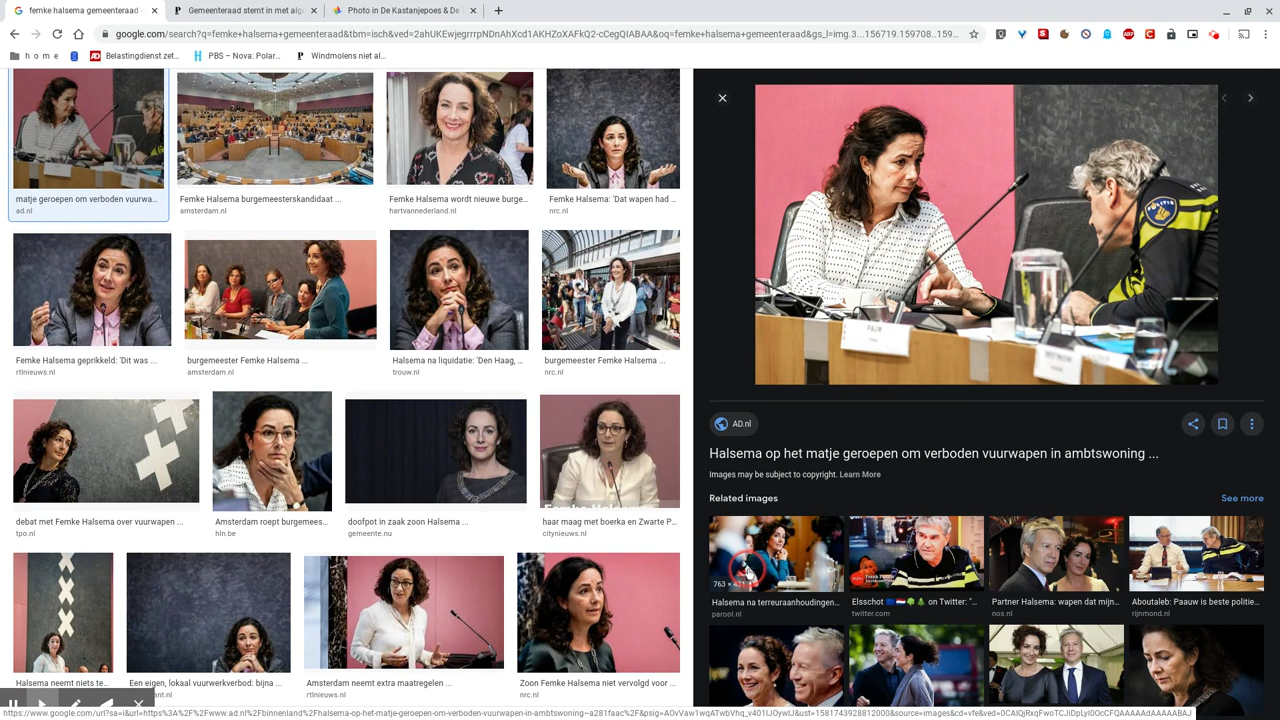 femke halsema gemeenteraad -
Gemeenteraad stemt in met alge
Photo in De Kastanjepoes & De T
google.com/search?q=femke+halsema+gemeenteraad&tbm=isch&ved=2ahUKEwjegrrrpNDnAhXcd1AKHZoXAFkQ2-cCegQIABAA&oq=femke+halsema+gemeenteraad&gs_l=img.3...156719.159708..159...
h o m e
Belastingdienst zet...
PBS – Nova: Polar...
Windmolens niet al...
matje geroepen om verboden vuurwa...
ad.nl
Femke Halsema burgemeesterskandidaat ...
amsterdam.nl
Femke Halsema wordt nieuwe burge...
hartvannederland.nl
Femke Halsema: 'Dat wapen had ...
nrc.nl
Femke Halsema geprikkeld: 'Dit was ...
rtlnieuws.nl
burgemeester Femke Halsema ...
amsterdam.nl
Halsema na liquidatie: 'Den Haag, ...
trouw.nl
burgemeester Femke Halsema ...
nrc.nl
debat met Femke Halsema over vuurwapen ...
tpo.nl
Amsterdam roept burgemees...
hln.be
doofpot in zaak zoon Halsema ...
gemeente.nu
haar maag met boerka en Zwarte P...
citynieuws.nl
Halsema neemt niets te...
Een eigen, lokaal vuurwerkverbod: bijna ...
ant.nl
Amsterdam neemt extra maatregelen ...
rtlnieuws.nl
Zoon Femke Halsema niet vervolgd voor ...
nrc.nl
POLITIE
AD.nl
Halsema op het matje geroepen om verboden vuurwapen in ambtswoning ...
Images may be subject to copyright. Learn More
Related images
See more
763 × 421
Halsema na terreuraanhoudingen...
parool.nl
Elsschot on Twitter: "...
twitter.com
Partner Halsema: wapen dat mijn...
nos.nl
Aboutaleb: Paauw is beste politie...
rijnmond.nl